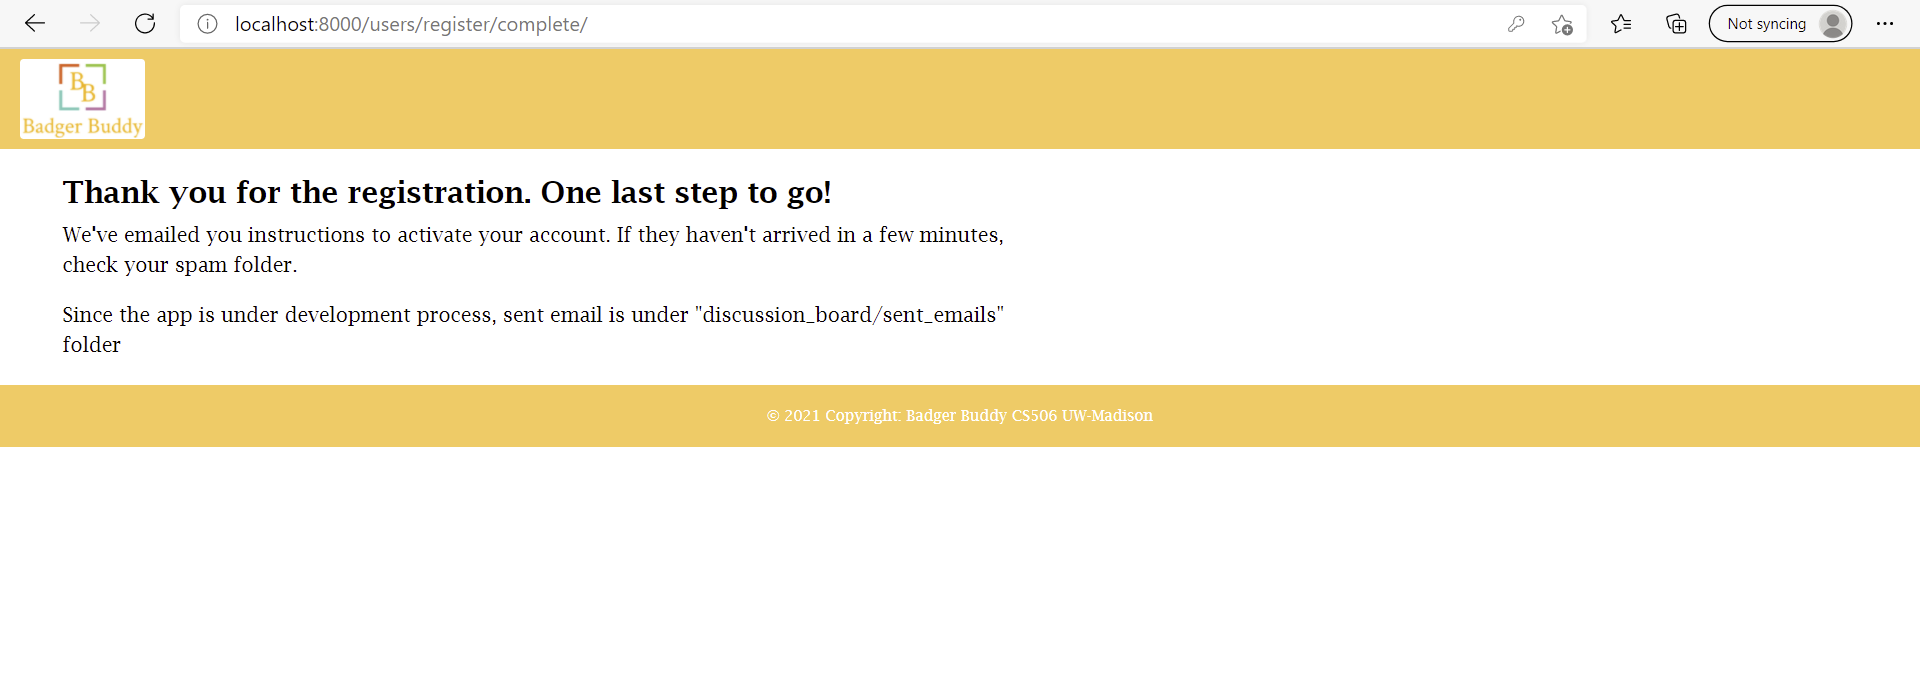 localhost:8000/users/register/complete/
Not syncing
B
B
Badger Buddy
Thank you for the registration. One last step to go!
We've emailed you instructions to activate your account. If they haven't arrived in a few minutes,
check your spam folder.
Since the app is under development process, sent email is under "discussion_board/sent_emails"
folder
© 2021 Copyright: Badger Buddy CS506 UW-Madison